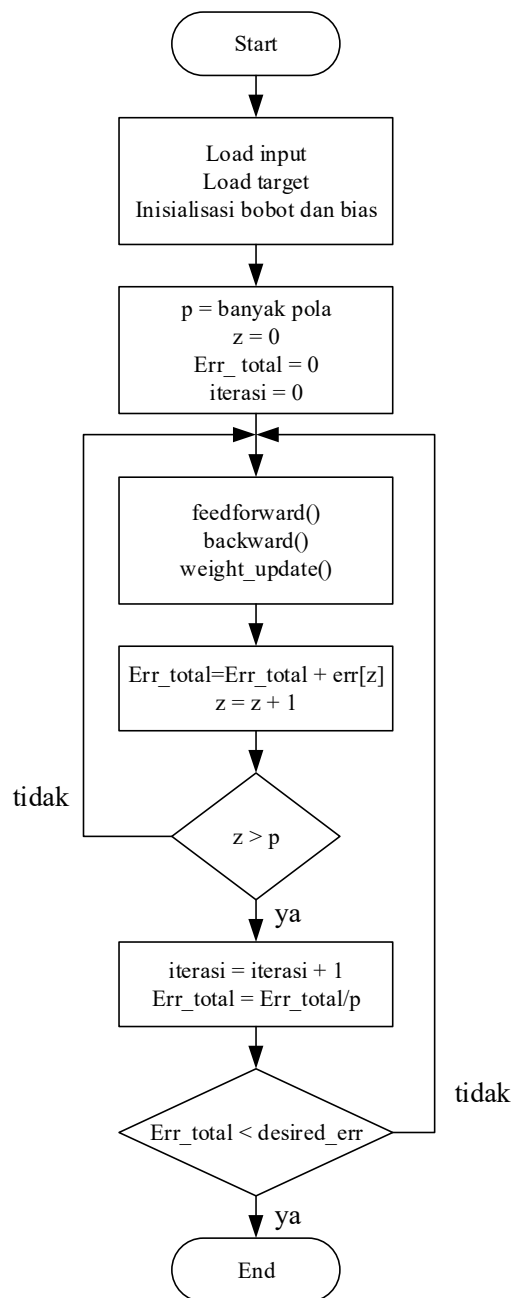 Start
Load input
Load target
Inisialisasi bobot dan bias
p = banyak pola
z = 0
Err_ total = 0
iterasi = 0
feedforward()
backward()
weight_update()
Err_total=Err_total + err[z]
z = z + 1
tidak
z > p
ya
iterasi = iterasi + 1
Err_total = Err_total/p
tidak
Err_total < desired_err
ya
End